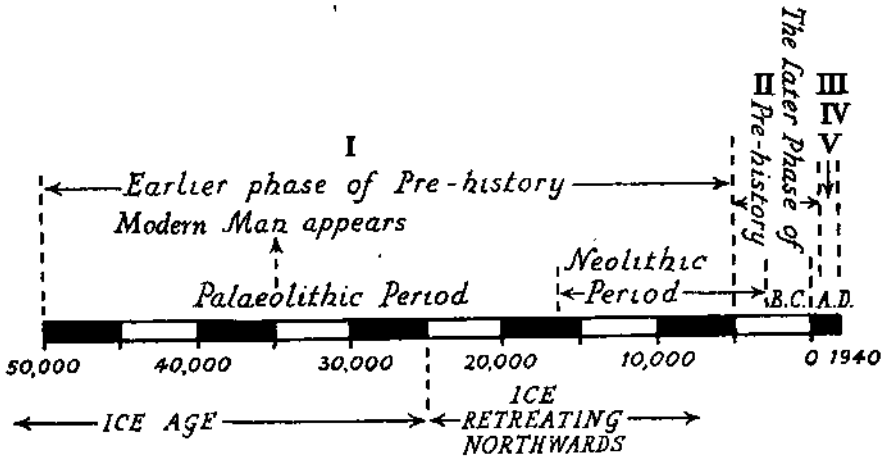 I
Earlier phase of Pre-history
II
Pre-history
The Later Phase of
III
IV
V
Modern Man appears
Palaeolithic Period
Neolithic
Period
B.C.
A.D.
50,000 40,000 30,000 20,000 10,000 0 1940
ICE AGE
ICE
RETREATING
NORTHWARDS